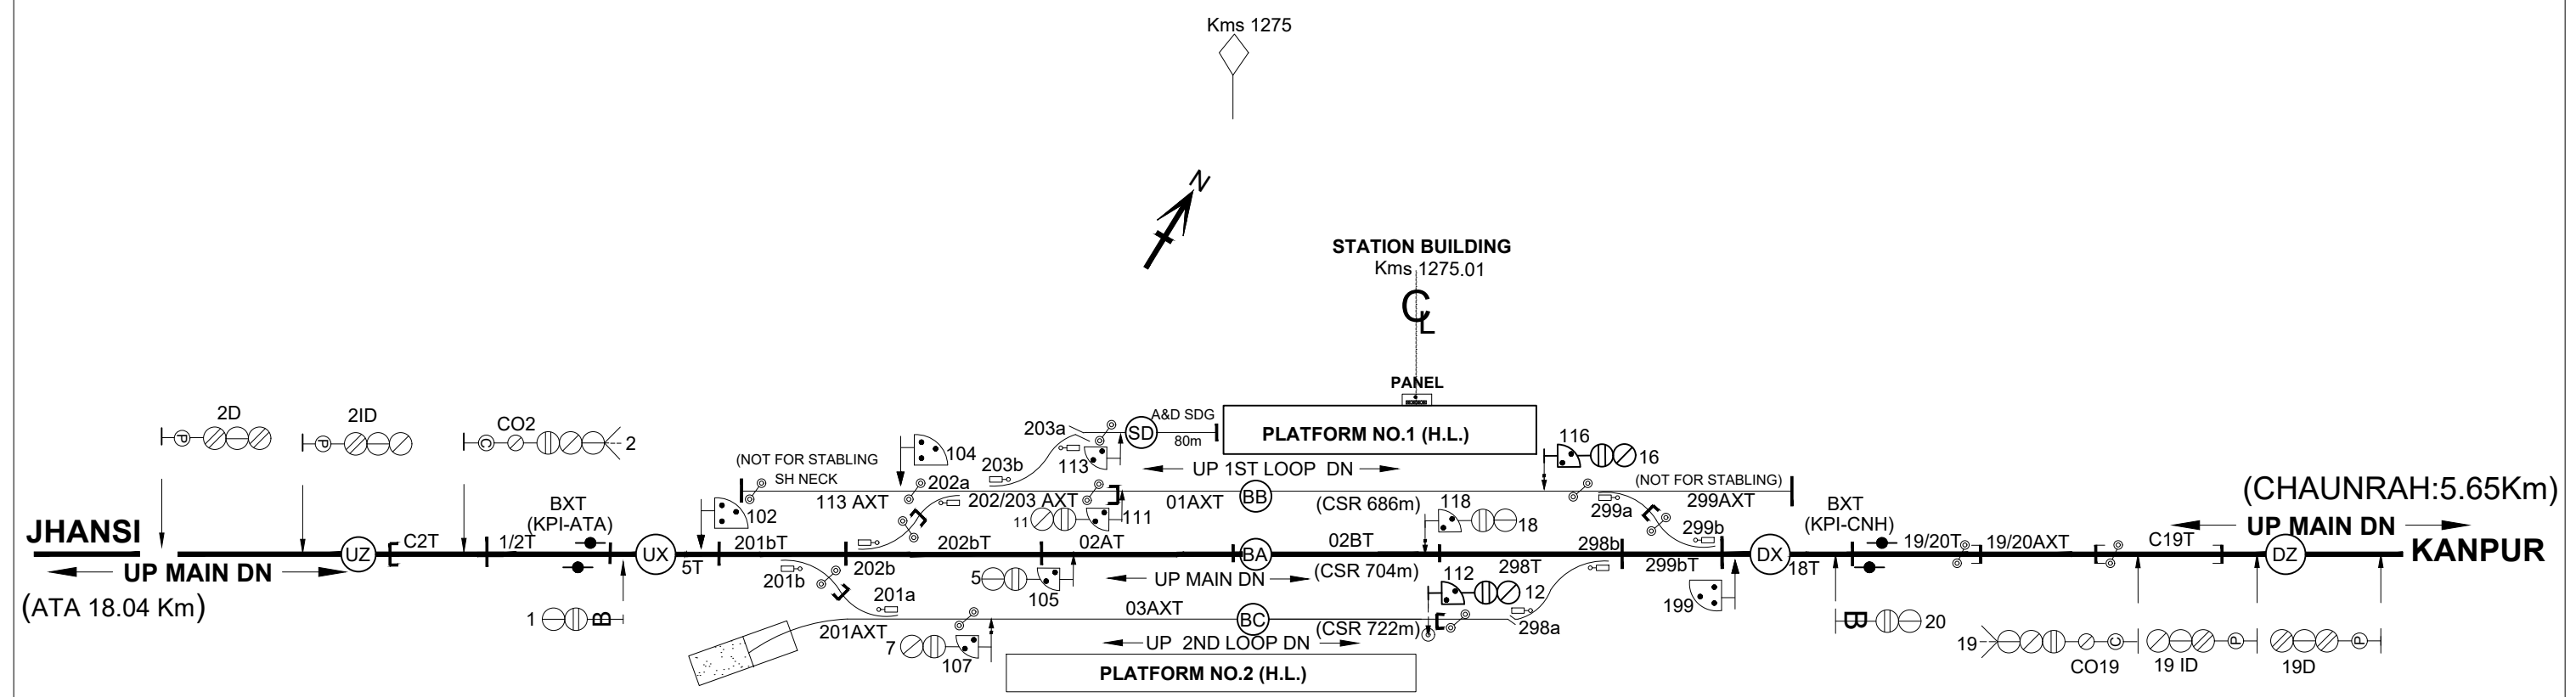 Kms 1275
N
STATION BUILDING
Kms 1275.01
CL
PANEL
2D
2ID
CO2
2
P
P
C
203a
SD
A&D SDG
80m
PLATFORM NO.1 (H.L.)
116
16
104
(NOT FOR STABLING
SH NECK
203b
113
UP 1ST LOOP DN
(NOT FOR STABLING)
202a
113 AXT
202/203 AXT
01AXT
BB
(CSR 686m)
299AXT
(CHAUNRAH:5.65Km)
BXT
(KPI-ATA)
102
11
111
118
18
299a
299b
BXT
(KPI-CNH)
UP MAIN DN
JHANSI
UZ
C2T
1/2T
UX
5T
201bT
202bT
02AT
BA
02BT
298b
DX
18T
19/20T
19/20AXT
C19T
DZ
KANPUR
UP MAIN DN
201b
202b
5
105
UP MAIN DN
(CSR 704m)
298T
299bT
(ATA 18.04 Km)
1
B
201a
03AXT
112
12
199
B
20
201AXT
7
107
BC
(CSR 722m)
298a
UP 2ND LOOP DN
PLATFORM NO.2 (H.L.)
19
C
P
P
CO19
19 ID
19D